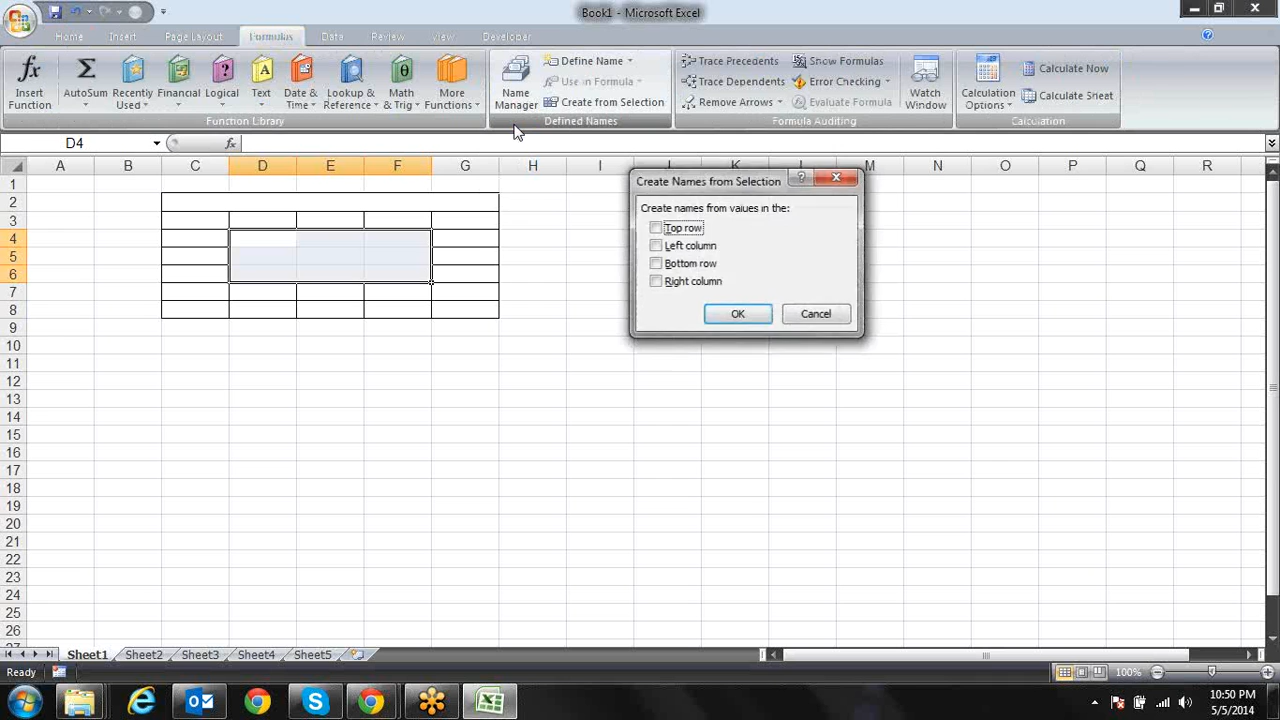 Book1 - Microsoft Excel
Home Insert Page Layout Formulas Data Review View Developer
Insert Function
AutoSum
Recently Used
Financial
Logical
Text
Date & Time
Lookup & Reference
Math & Trig
More Functions
Function Library
Name Manager
Define Name
Use in Formula
Create from Selection
Defined Names
Trace Precedents
Trace Dependents
Remove Arrows
Show Formulas
Error Checking
Evaluate Formula
Formula Auditing
Watch Window
Calculation Options
Calculate Now
Calculate Sheet
Calculation
D4
fx
A B C D E F G H I J K L M N O P Q R
1
2
3
4
5
6
7
8
9
10
11
12
13
14
15
16
17
18
19
20
21
22
23
24
25
26
27
Create Names from Selection
Create names from values in the:
Top row
Left column
Bottom row
Right column
OK Cancel
Sheet1 Sheet2 Sheet3 Sheet4 Sheet5
Ready
100%
10:50 PM
5/5/2014